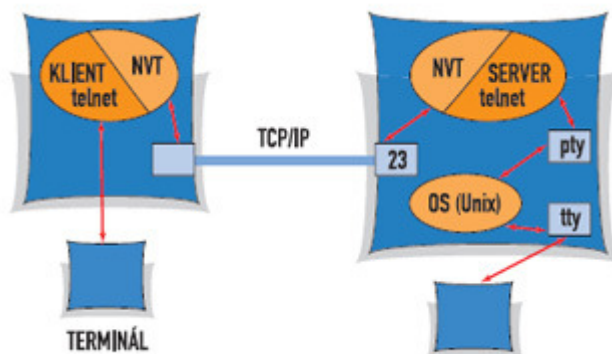 KLIENT
telnet
NVT
TCP/IP
NVT
SERVER
telnet
23
pty
OS (Unix)
tty
TERMINÁL